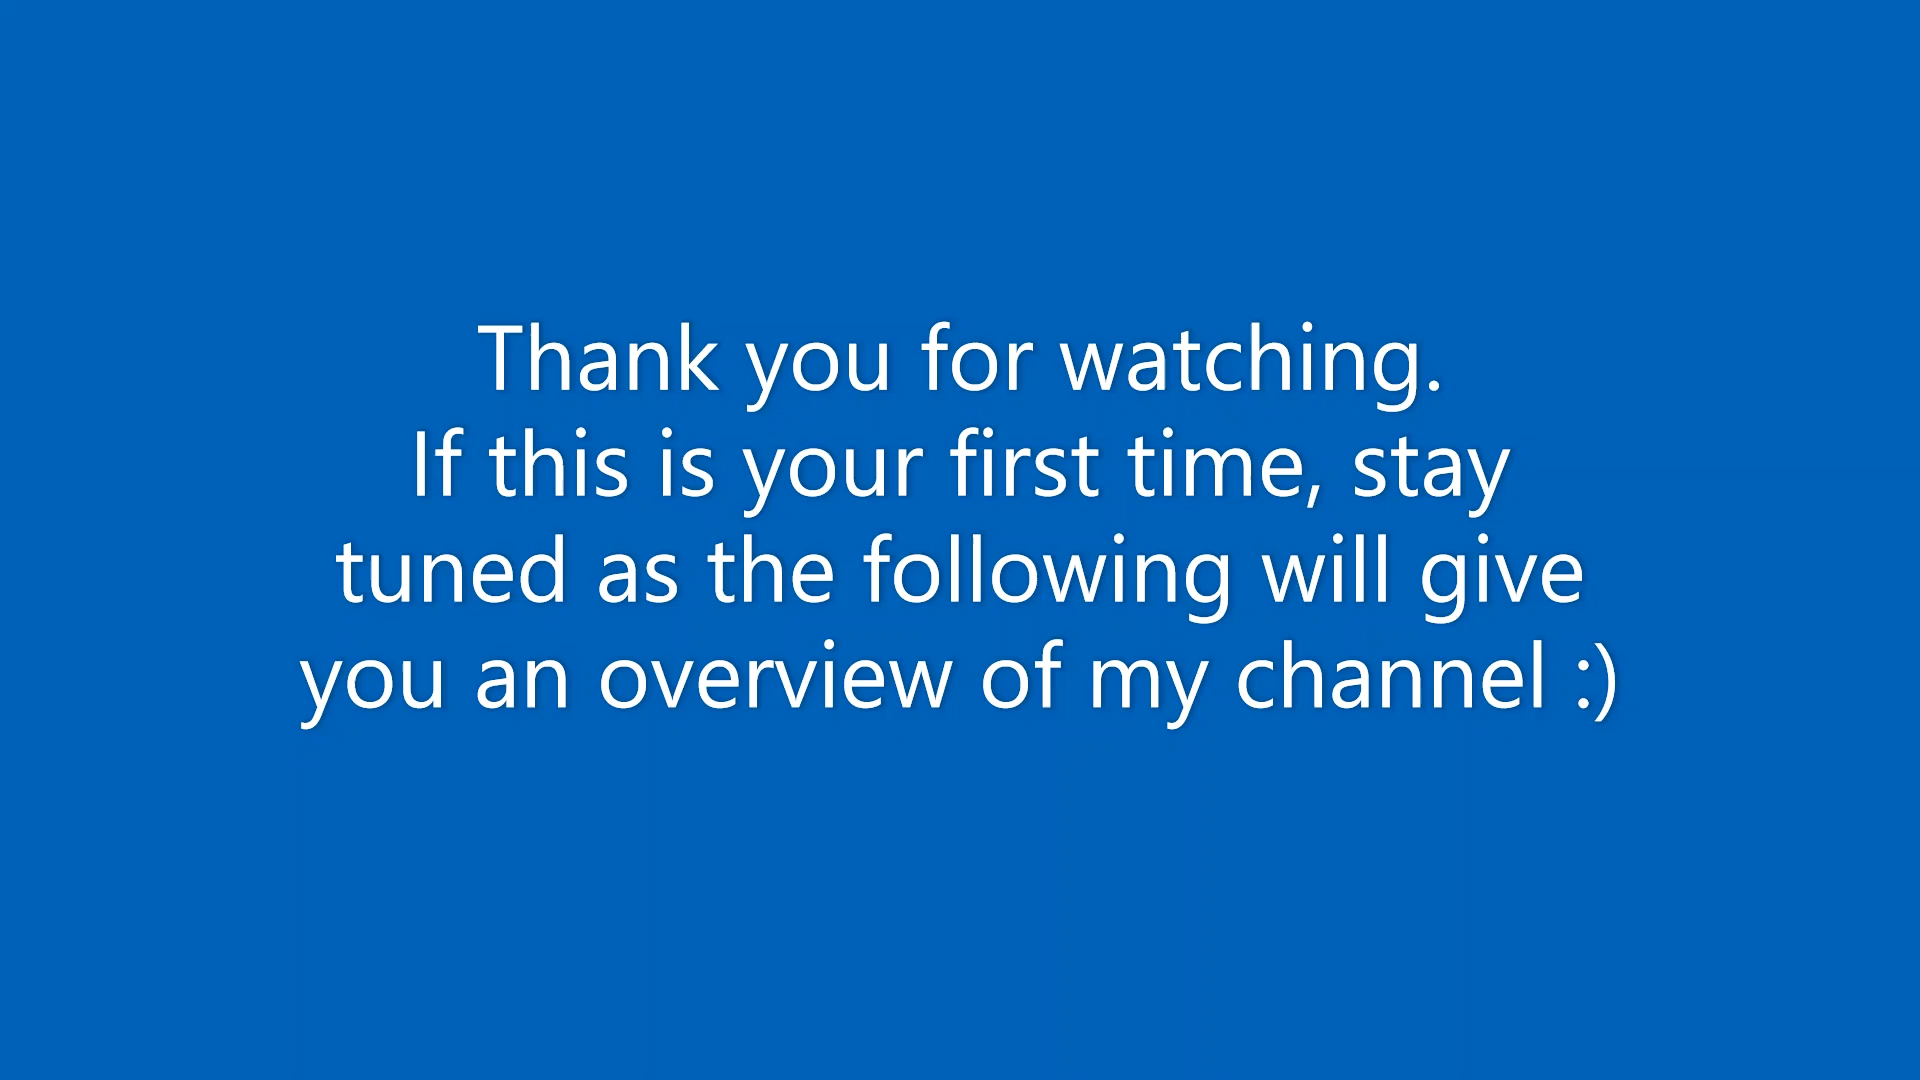 Thank you for watching.
If this is your first time, stay
tuned as the following will give
you an overview of my channel :)